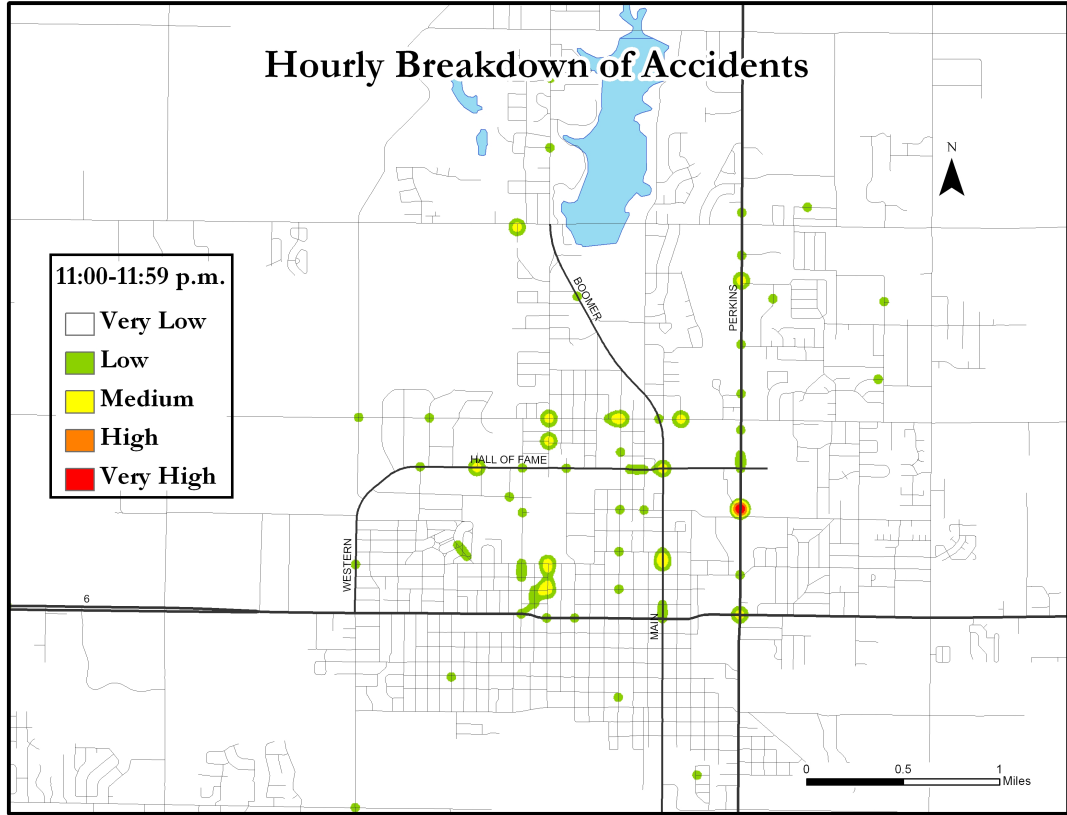 Hourly Breakdown of Accidents
N
11:00-11:59 p.m.
Very Low
Low
Medium
High
Very High
BOOMER
PERKINS
HALL OF FAME
WESTERN
6
MAIN
0 0.5 1
Miles